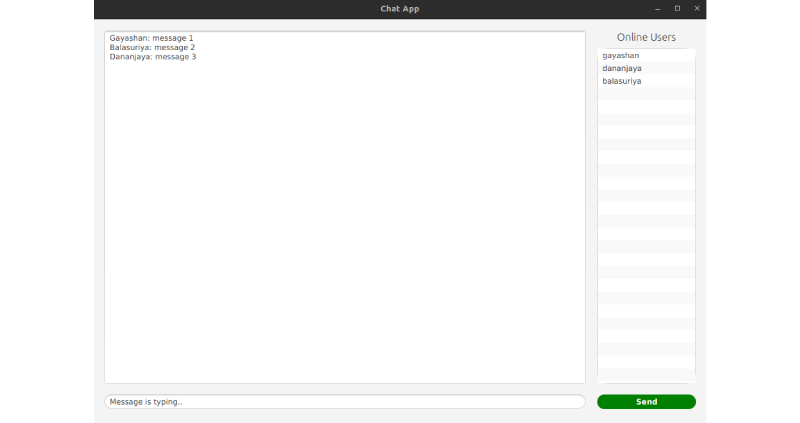 Chat App
Gayashan: message 1
Balasuriya: message 2
Dananjaya: message 3
Online Users
gayashan
dananjaya
balasuriya
Message is typing..
Send